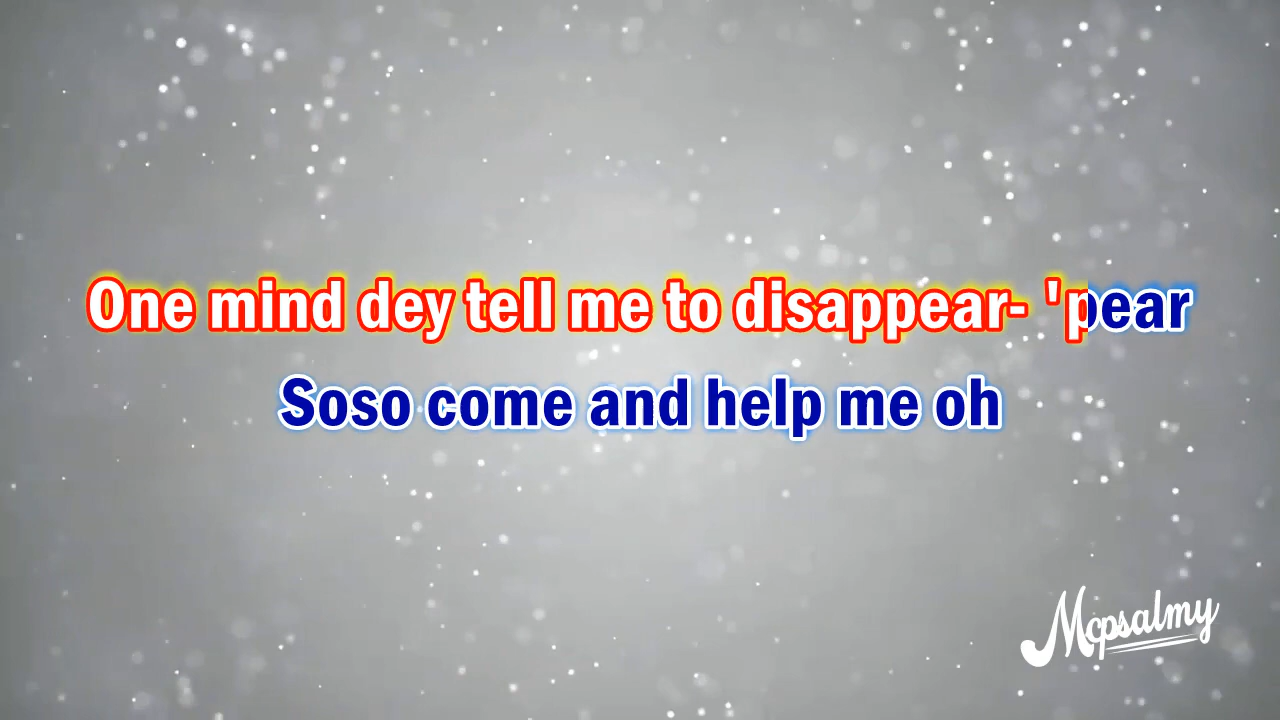 One mind dey tell me to disappear- 'pear
Soso come and help me oh
Mcpsalmy